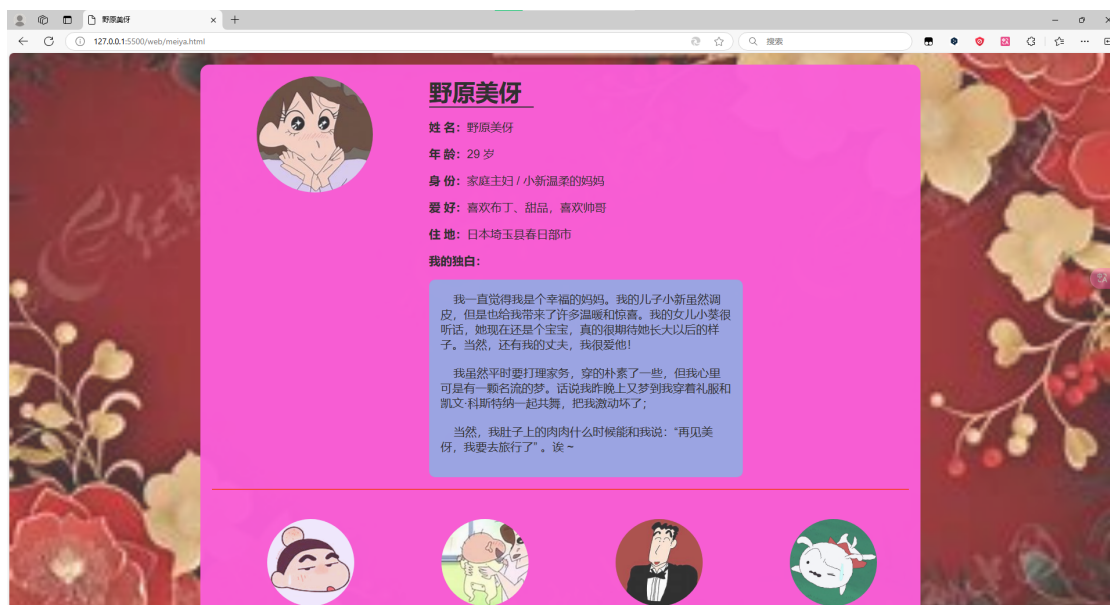 野原美伢
127.0.0.1:5500/web/meiya.html
搜索
野原美伢
姓 名：野原美伢
年 龄：29 岁
身 份：家庭主妇 / 小新温柔的妈妈
爱 好：喜欢布丁、甜品，喜欢帅哥
住 地：日本埼玉县春日部市
我的独白：
我一直觉得我是个幸福的妈妈。我的儿子小新虽然调
皮，但是也给我带来了许多温暖和惊喜。我的女儿小葵很
听话，她现在还是个宝宝，真的很期待她长大以后的样
子。当然，还有我的丈夫，我很爱他！
我虽然平时要打理家务，穿的朴素了一些，但我心里
可是有一颗名流的梦。话说我昨晚上又梦到我穿着礼服和
凯文·科斯特纳一起共舞，把我激动坏了；
当然，我肚子上的肉肉什么时候能和我说：“再见美
伢，我要去旅行了” 。诶 ~